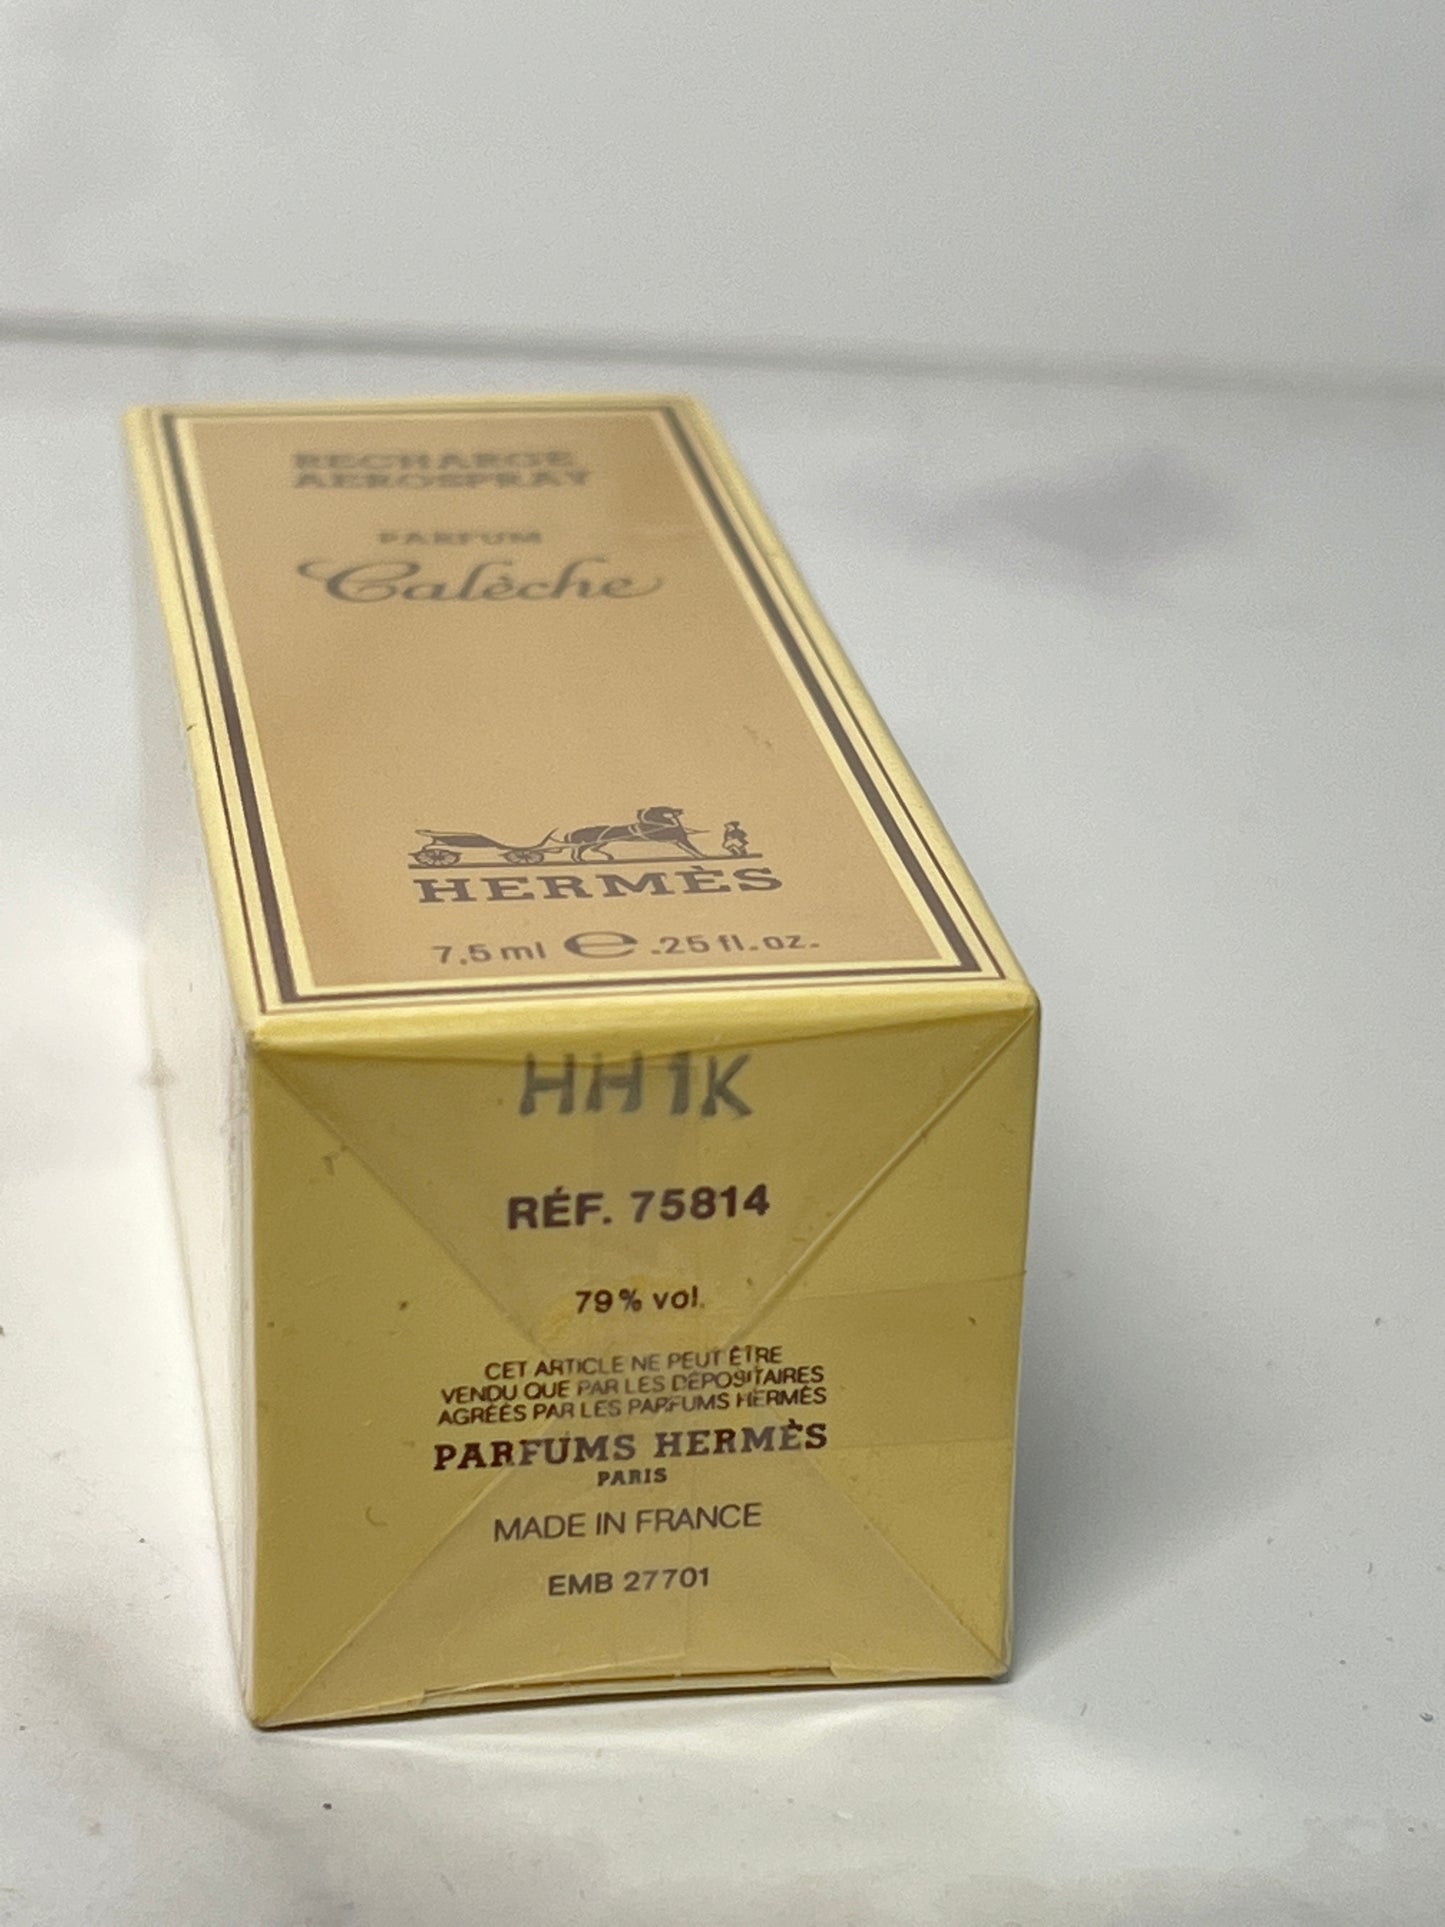 RECHARGE
AEROSPRAY
PARFUM
Calèche
HERMÈS
7,5 ml e .25 fl. oz.
HH1K
RÉF. 75814
79% vol.
CET ARTICLE NE PEUT ÊTRE
VENDU QUE PAR LES DÉPOSITAIRES
AGRÉÉS PAR LES PARFUMS HERMÈS
PARFUMS HERMÈS
PARIS
MADE IN FRANCE
EMB 27701